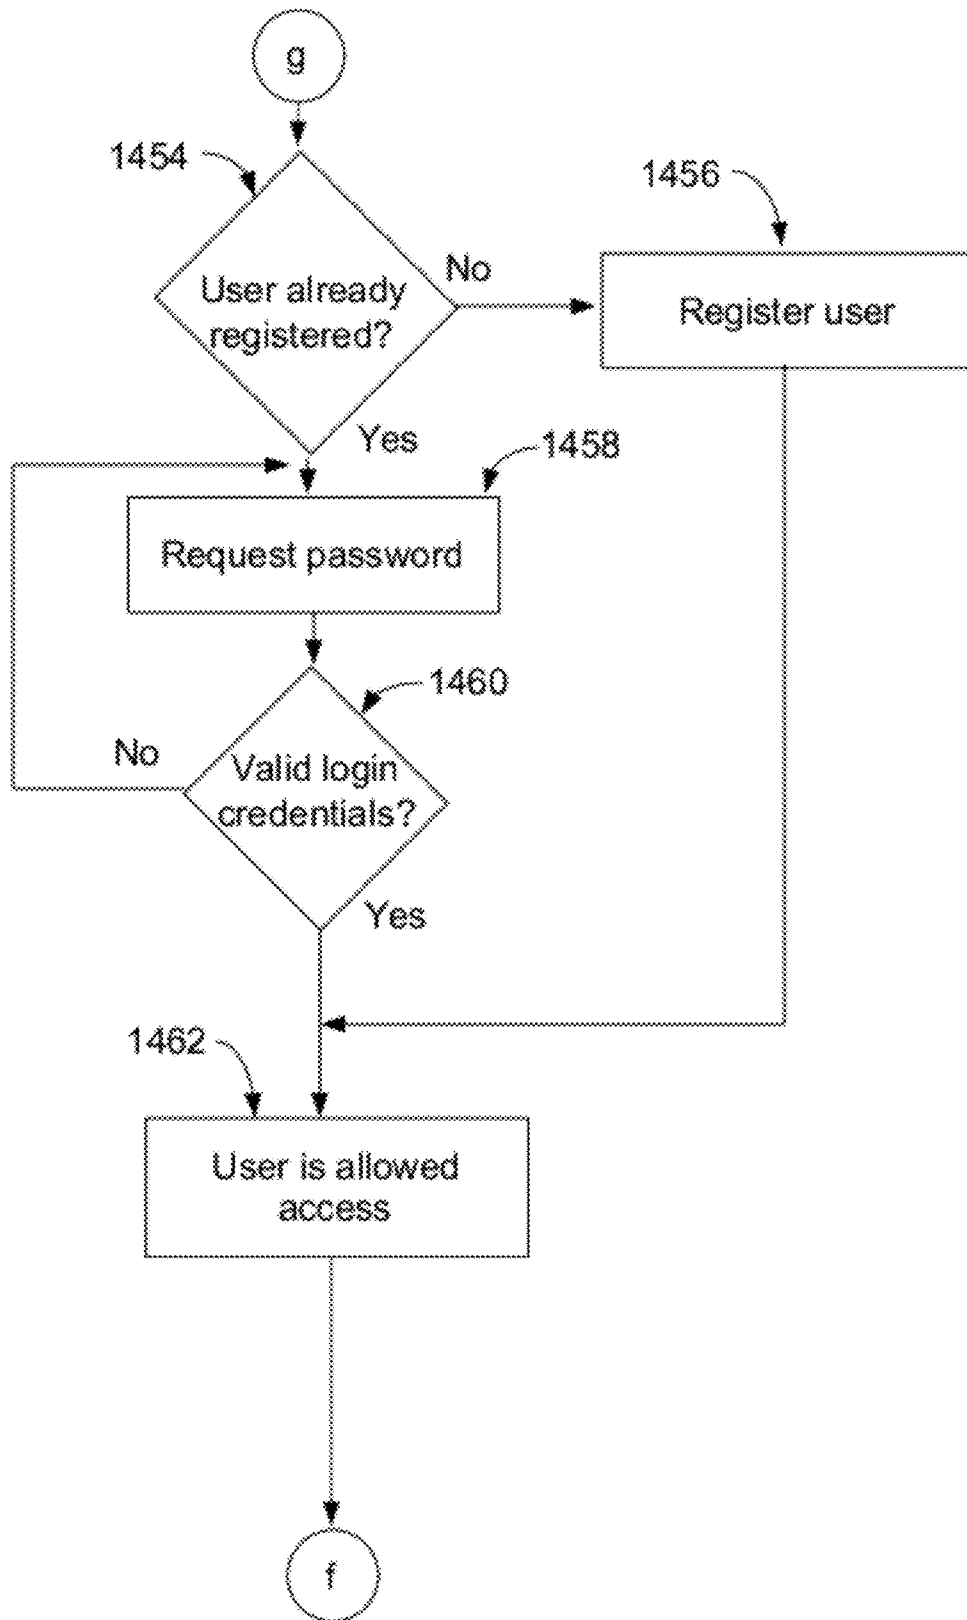 g
1454
1456
No
User already
registered?
Register user
Yes
1458
Request password
1460
No
Valid login
credentials?
Yes
1462
User is allowed
access
f